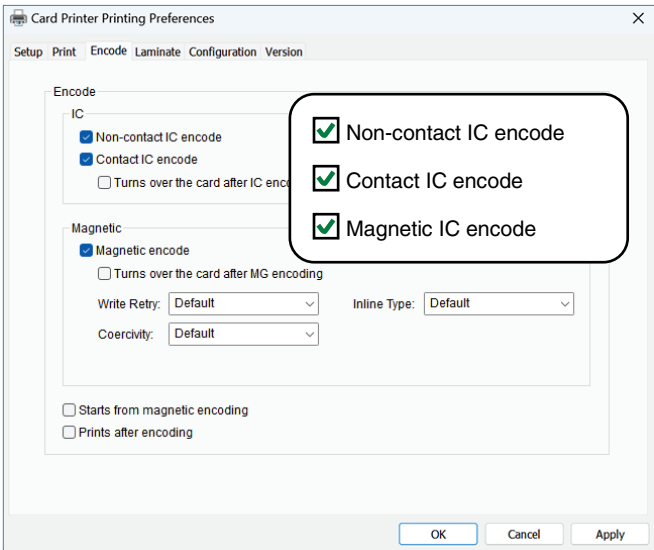 Card Printer Printing Preferences
Setup Print Encode Laminate Configuration Version
Encode
IC
Non-contact IC encode
Contact IC encode
Turns over the card after IC
Non-contact IC encode
Contact IC encode
Magnetic IC encode
Magnetic
Magnetic encode
Turns over the card after MG encoding
Write Retry: Default Inline Type: Default
Coercivity: Default
Starts from magnetic encoding
Prints after encoding
OK Cancel Apply